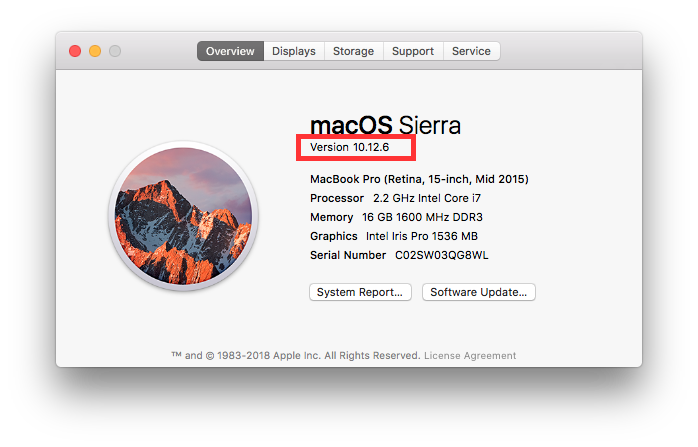 Overview Displays Storage Support Service
macOS Sierra
Version 10.12.6
MacBook Pro (Retina, 15-inch, Mid 2015)
Processor 2.2 GHz Intel Core i7
Memory 16 GB 1600 MHz DDR3
Graphics Intel Iris Pro 1536 MB
Serial Number C02SW03QG8WL
System Report... Software Update...
™ and © 1983-2018 Apple Inc. All Rights Reserved. License Agreement